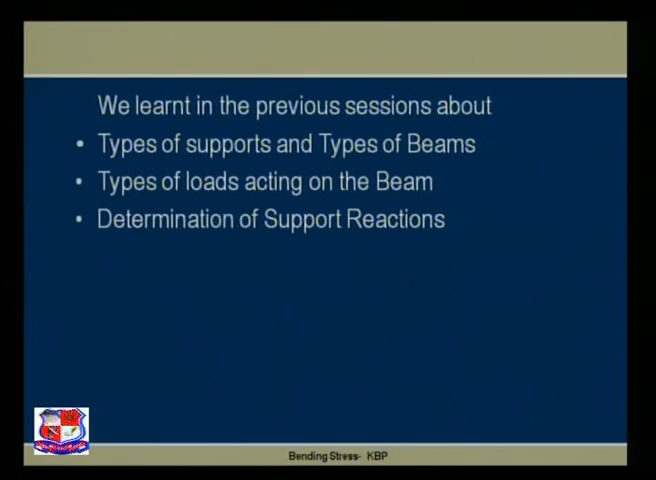 We learnt in the previous sessions about
• Types of supports and Types of Beams
• Types of loads acting on the Beam
• Determination of Support Reactions
Bending Stress- KBP